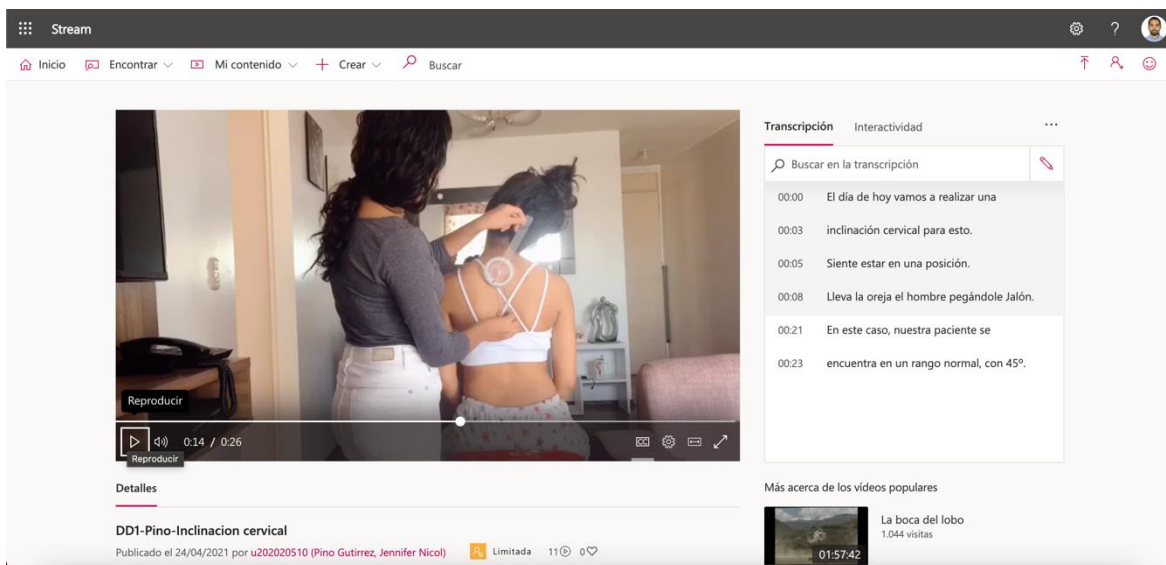 Stream
?
Inicio Encontrar Mi contenido Crear Buscar
Reproducir
0:14 / 0:26
CC
Reproducir
Transcripción Interactividad ...
Buscar en la transcripción
00:00 El día de hoy vamos a realizar una
00:03 inclinación cervical para esto.
00:05 Siente estar en una posición.
00:08 Lleva la oreja el hombre pegándole Jalón.
00:21 En este caso, nuestra paciente se
00:23 encuentra en un rango normal, con 45º.
Detalles
DD1-Pino-Inclinacion cervical
Publicado el 24/04/2021 por u202020510 (Pino Gutirrez, Jennifer Nicol) Limitada 11 0
Más acerca de los vídeos populares
La boca del lobo
1.044 visitas
01:57:42